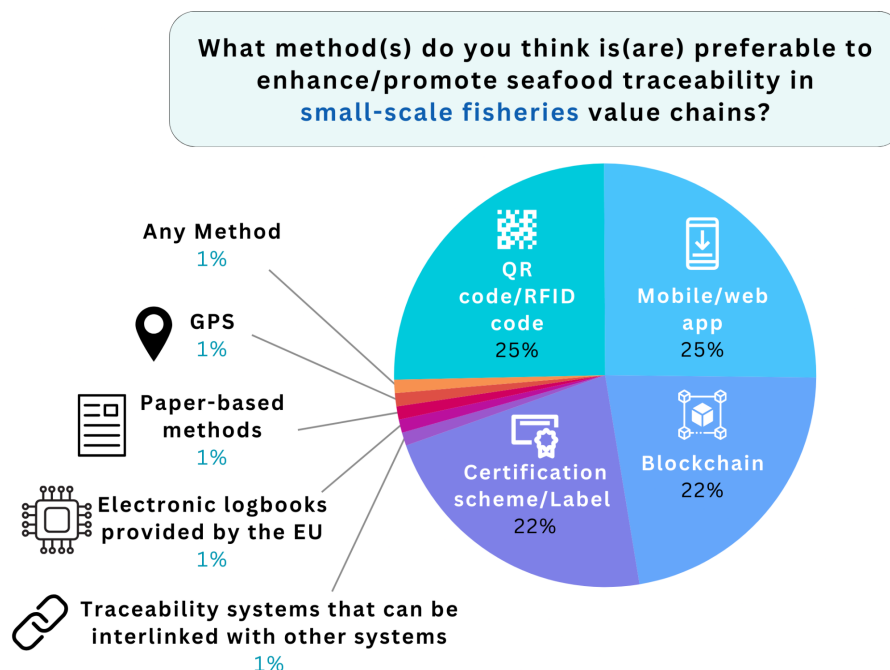 What method(s) do you think is(are) preferable to
enhance/promote seafood traceability in
small-scale fisheries value chains?
Any Method
1%
GPS
1%
Paper-based
methods
1%
Electronic logbooks
provided by the EU
1%
Traceability systems that can be
interlinked with other systems
1%
QR
code/RFID
code
25%
Mobile/web
app
25%
Certification
scheme/Label
22%
Blockchain
22%